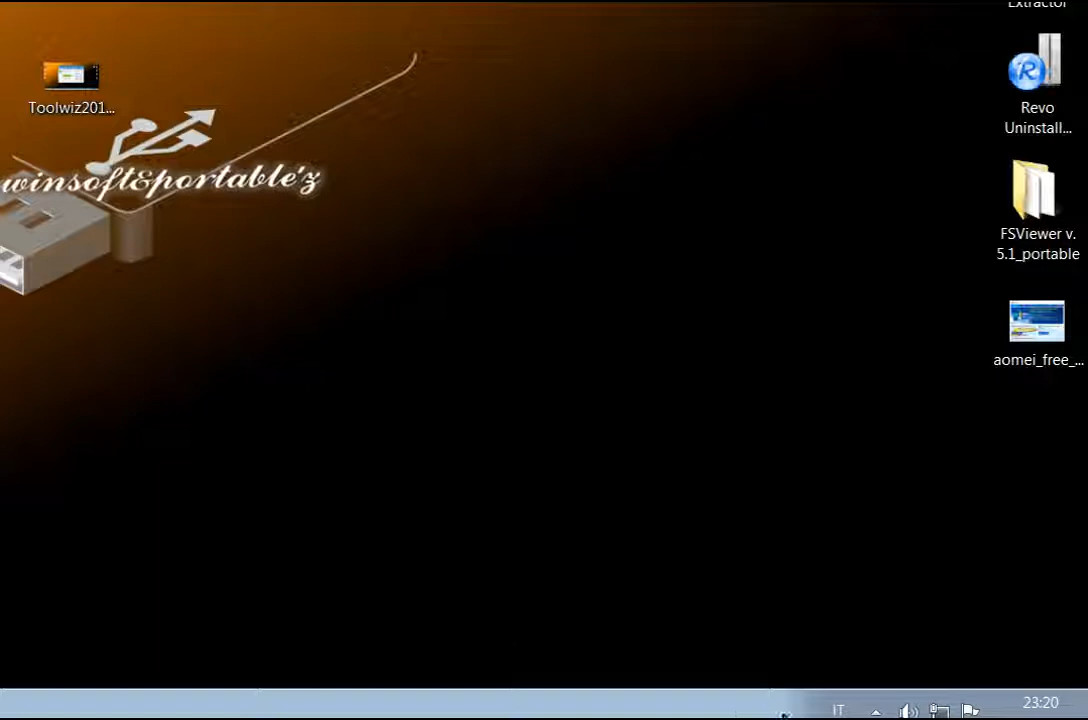 Extractor
Toolwiz201...
Revo
Uninstall...
winsoft&portable'z
FSViewer v.
5.1_portable
aomei_free_...
IT
23:20